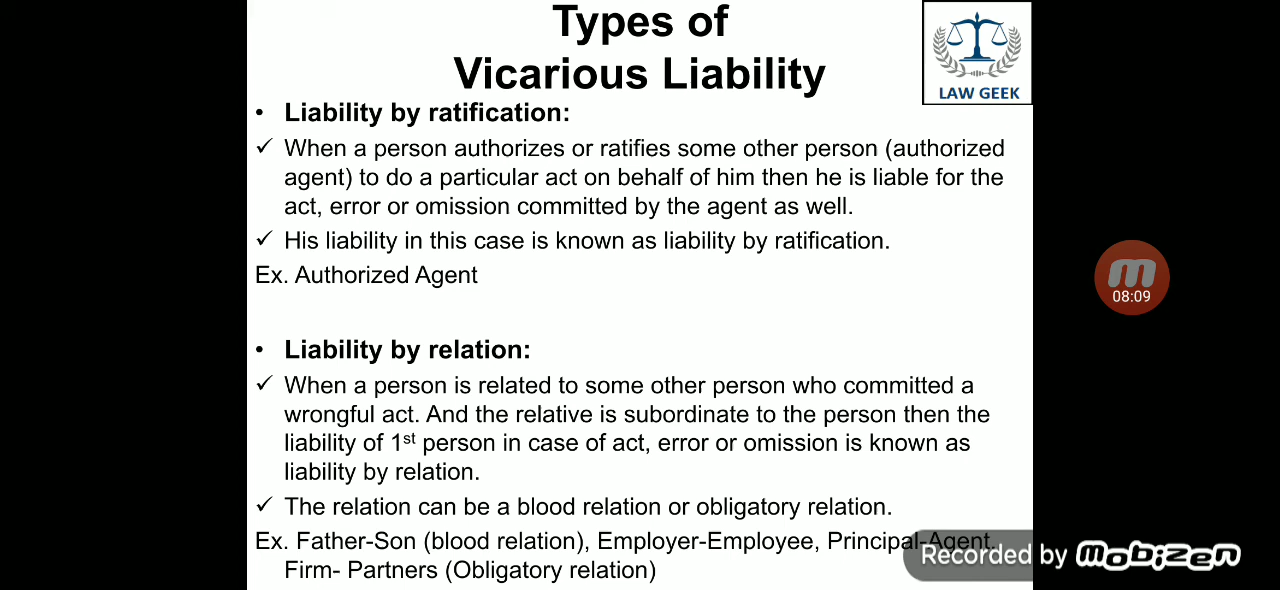 Types of
Vicarious Liability
LAW GEEK
• Liability by ratification:
✓ When a person authorizes or ratifies some other person (authorized
agent) to do a particular act on behalf of him then he is liable for the
act, error or omission committed by the agent as well.
✓ His liability in this case is known as liability by ratification.
Ex. Authorized Agent
08:09
• Liability by relation:
✓ When a person is related to some other person who committed a
wrongful act. And the relative is subordinate to the person then the
liability of 1st person in case of act, error or omission is known as
liability by relation.
✓ The relation can be a blood relation or obligatory relation.
Ex. Father-Son (blood relation), Employer-Employee, Principal-Agent,
Firm- Partners (Obligatory relation)
Recorded by mobizen